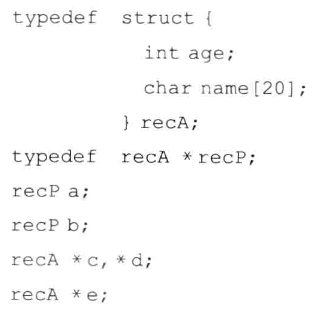 typedef struct {
int age;
char name[20];
} recA;
typedef recA * recP;
recP a;
recP b;
recA * c, * d;
recA * e;